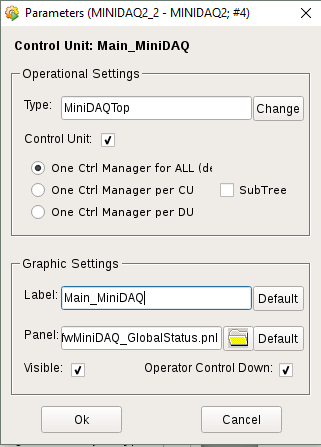 Parameters (MINIDAQ2_2 - MINIDAQ2; #4)
Control Unit: Main_MiniDAQ
Operational Settings
Type: MiniDAQTop Change
Control Unit:
One Ctrl Manager for ALL (de
One Ctrl Manager per CU SubTree
One Ctrl Manager per DU
Graphic Settings
Label: Main_MiniDAQ Default
Panel: wMiniDAQ_GlobalStatus.pnl Default
Visible: Operator Control Down:
Ok Cancel